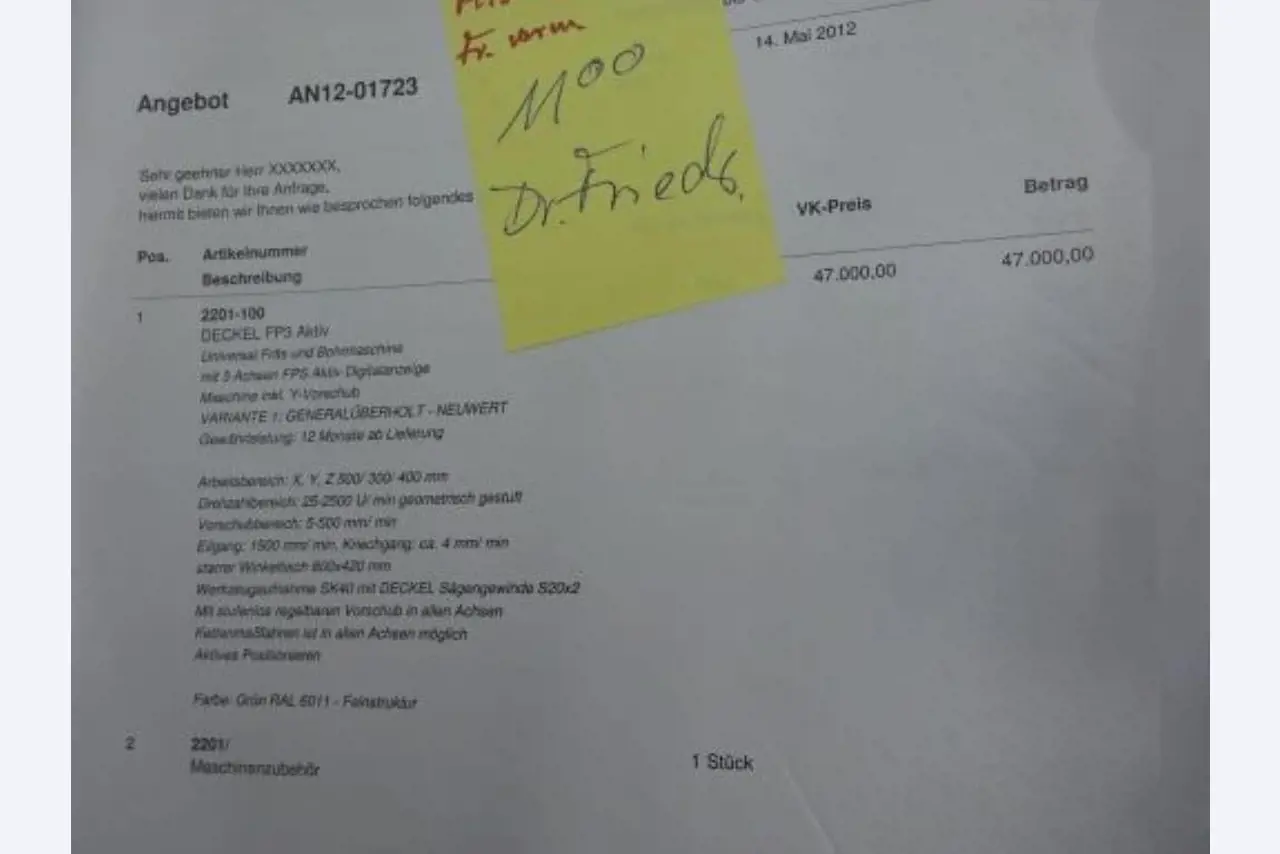 Fr. vorm
14. Mai 2012
11 00
Dr. Frieds.
Angebot AN12-01723
Sehr geehrter Herr XXXXXXX,
vielen Dank für Ihre Anfrage,
hiermit bieten wir Ihnen wie besprochen folgendes
VK-Preis Betrag
Pos. Artikelnummer
Beschreibung
47.000,00 47.000,00
1 2201-100
DECKEL FP3 Aktiv
Universal Fräs und Bohrmaschine
mit 3 Achsen FPS Aktiv- Digitalanzeige
Maschine inkl. Y-Vorschub
VARIANTE 1: GENERALÜBERHOLT - NEUWERT
Gewährleistung: 12 Monate ab Lieferung
Arbeitsbereich: X, Y, Z 500/ 300/ 400 mm
Drehzahlbereich: 25-2500 U/ min geometrisch gestuft
Vorschubbereich: 5-500 mm/ min
Eilgang: 1500 mm/ min, Kriechgang: ca. 4 mm/ min
starrer Winkeltisch 800x420 mm
Werkzeugaufnahme SK40 mit DECKEL Sägengewinde S20x2
Mit stufenlos regelbaren Vorschub in allen Achsen
Kettenmaßfahren ist in allen Achsen möglich
Aktives Positionieren
Farbe: Grün RAL 6011 - Feinstruktur
2 2201/
Maschinenzubehör 1 Stück